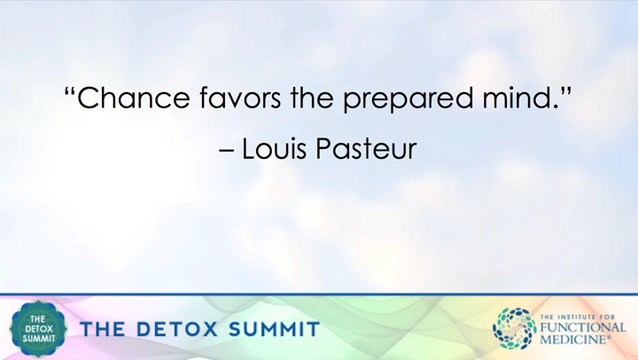 “Chance favors the prepared mind.”
– Louis Pasteur
THE
DETOX
SUMMIT
THE DETOX SUMMIT
THE INSTITUTE FOR
FUNCTIONAL
MEDICINE®